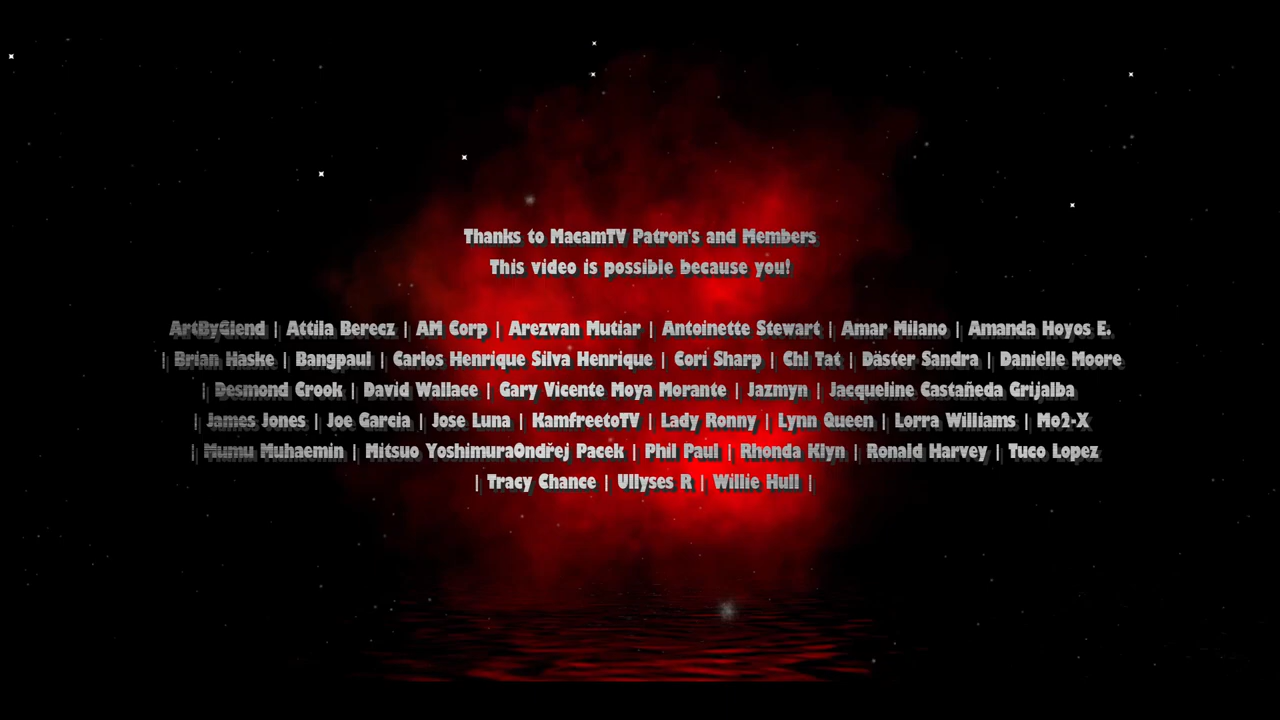 Thanks to MacamTV Patron's and Members
This video is possible because you!
ArtByGlend | Attila Berecz | AM Corp | Arezwan Mutiar | Antoinette Stewart | Amar Milano | Amanda Hoyos E.
| Brian Haske | Bangpaul | Carlos Henrique Silva Henrique | Cori Sharp | Chl Tat | Däster Sandra | Danielle Moore
| Desmond Crook | David Wallace | Gary Vicente Moya Morante | Jazmyn | Jacqueline Castañeda Grijalba
| James Jones | Joe Garcia | Jose Luna | KamfreetoTV | Lady Ronny | Lynn Queen | Lorra Williams | Mo2-X
| Mumu Muhaemin | Mitsuo YoshimuraOndřej Pacek | Phil Paul | Rhonda Klyn | Ronald Harvey | Tuco Lopez
| Tracy Chance | Ullyses R | Willie Hull |